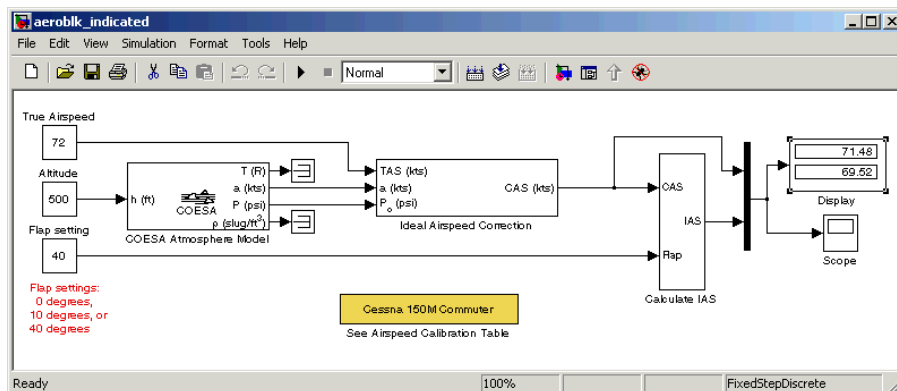 aeroblk_indicated
File Edit View Simulation Format Tools Help
Normal
True Airspeed
72
Altitude
500
Flap setting
40
Flap settings:
0 degrees,
10 degrees, or
40 degrees
h (ft)
COESA
T (R)
a (kts)
P (psi)
ρ (slug/ft³)
COESA Atmosphere Model
TAS (kts)
a (kts)
P₀ (psi)
CAS (kts)
Ideal Airspeed Correction
CAS
IAS
Flap
Calculate IAS
71.48
69.52
Display
Scope
Cessna 150M Commuter
See Airspeed Calibration Table
Ready 100% FixedStepDiscrete